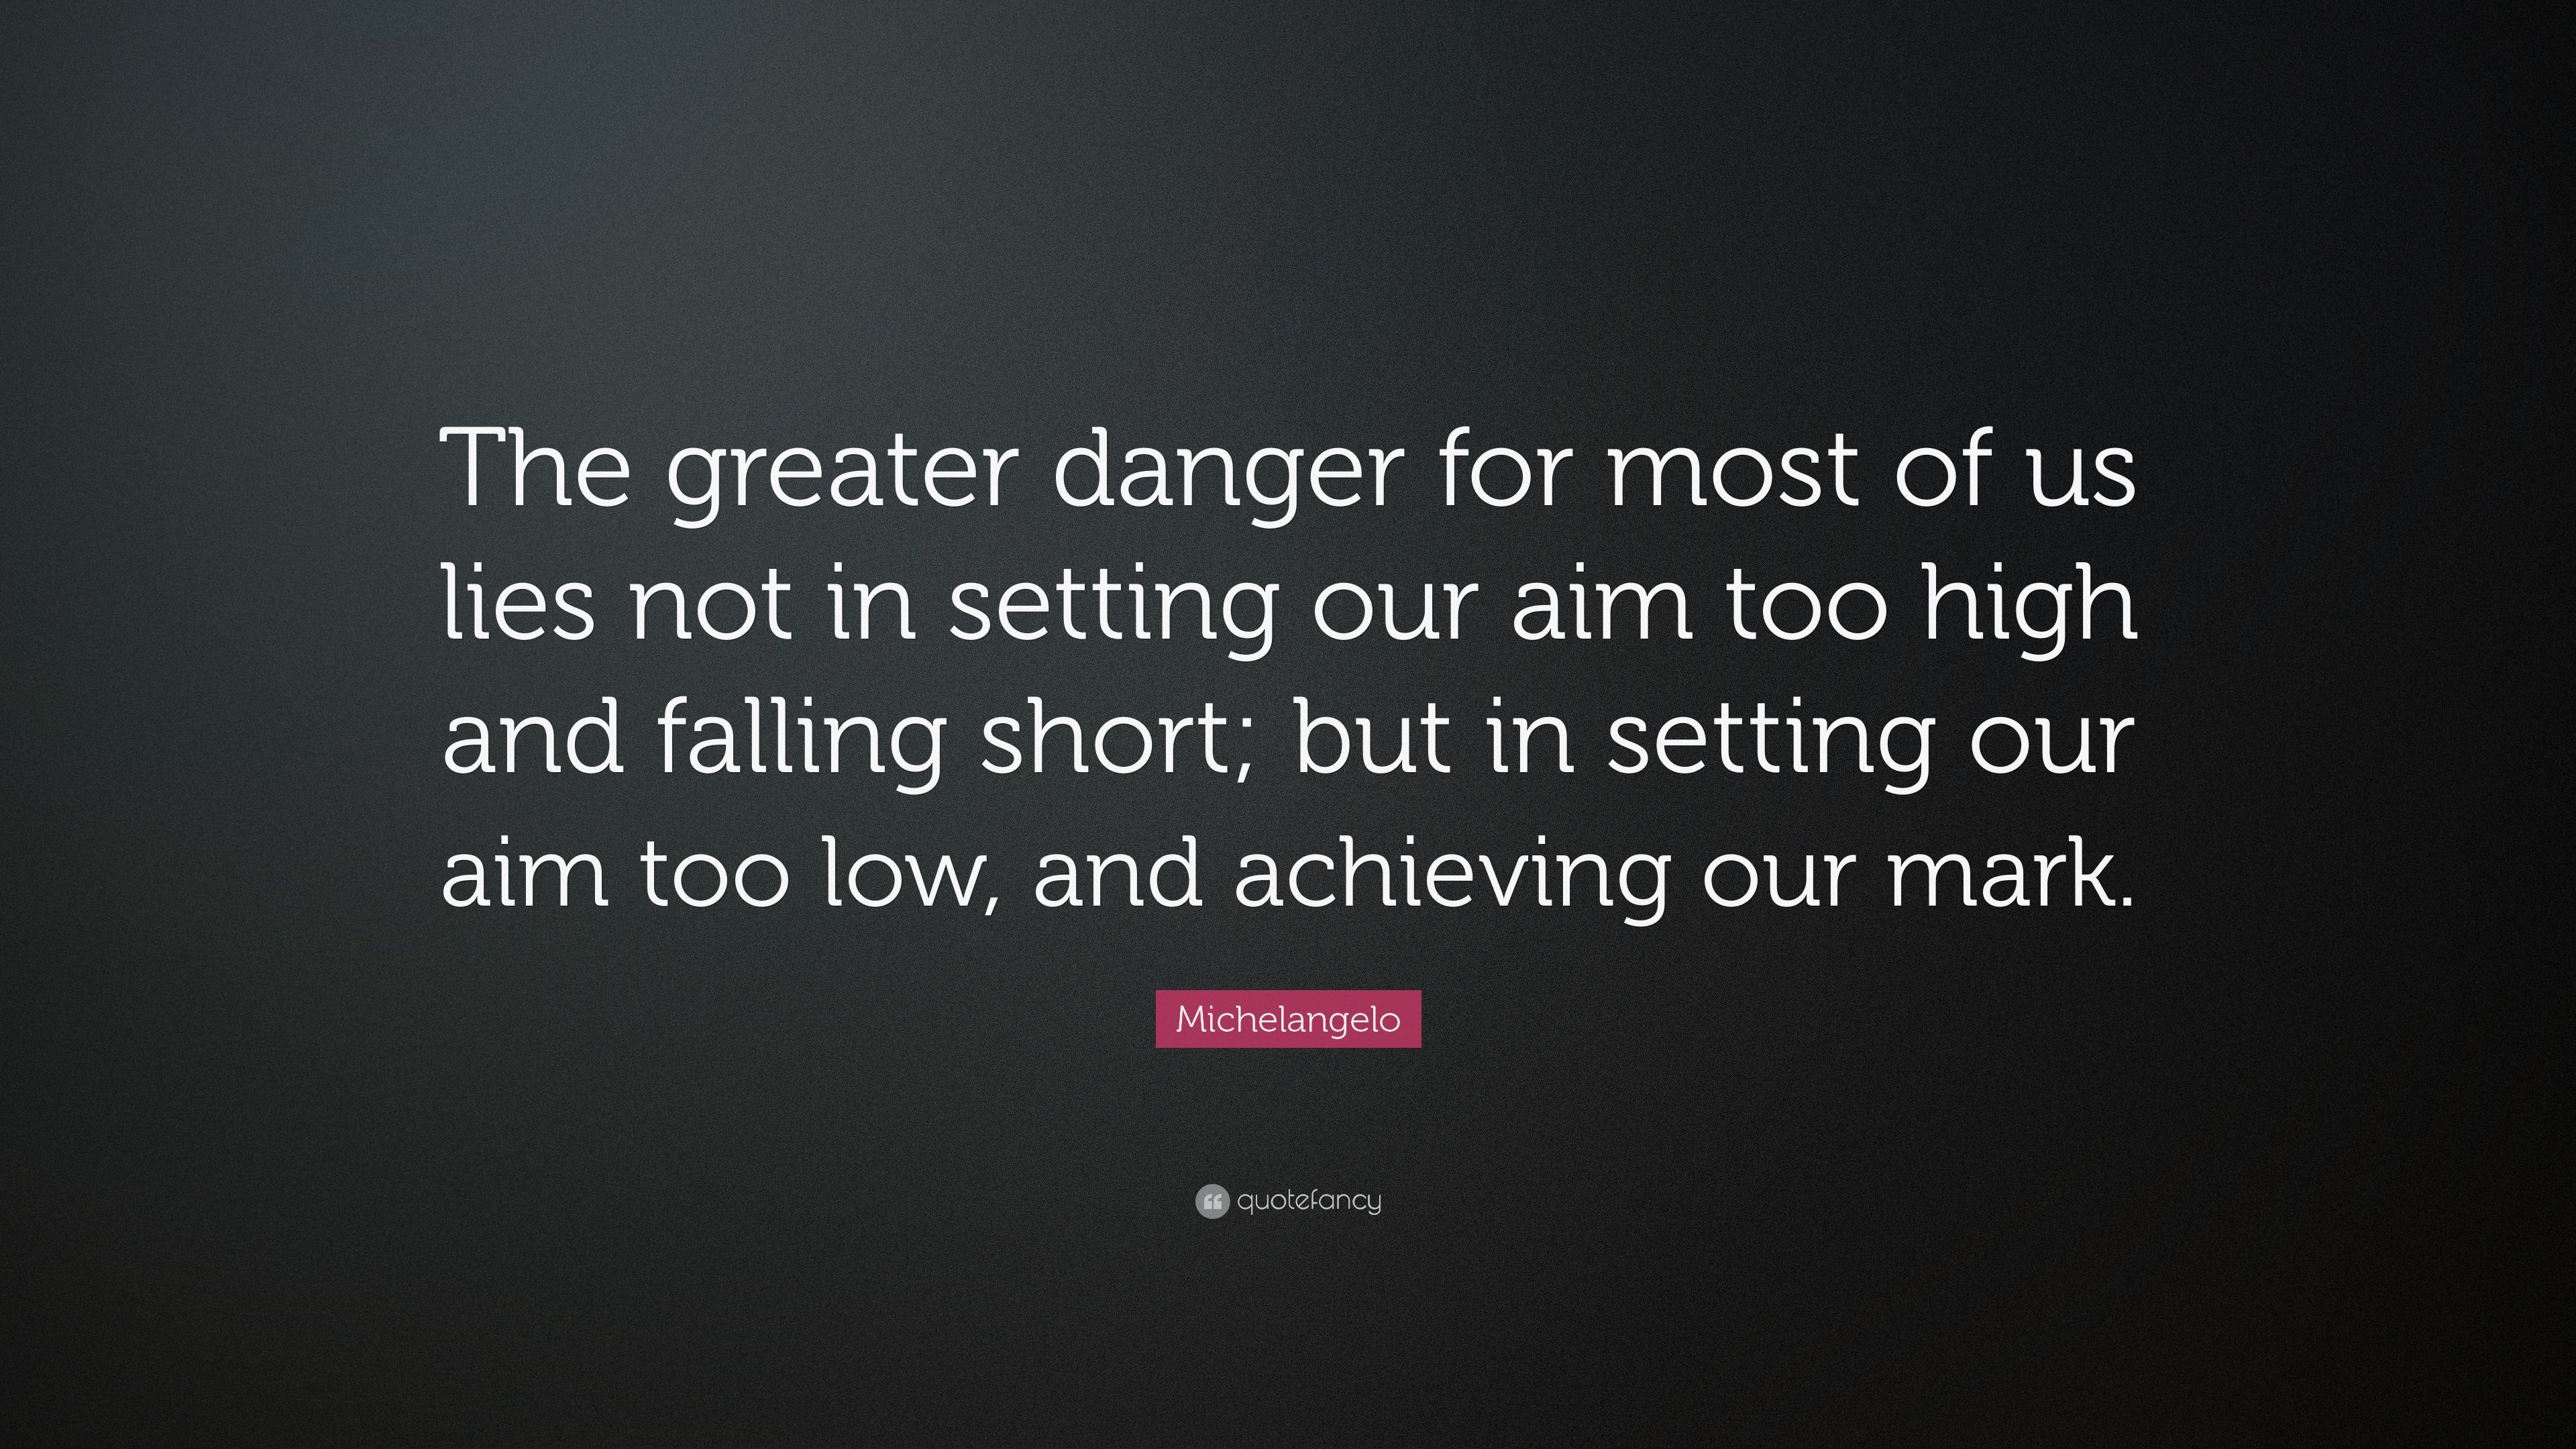 The greater danger for most of us
lies not in setting our aim too high
and falling short; but in setting our
aim too low, and achieving our mark.
Michelangelo
quotefancy